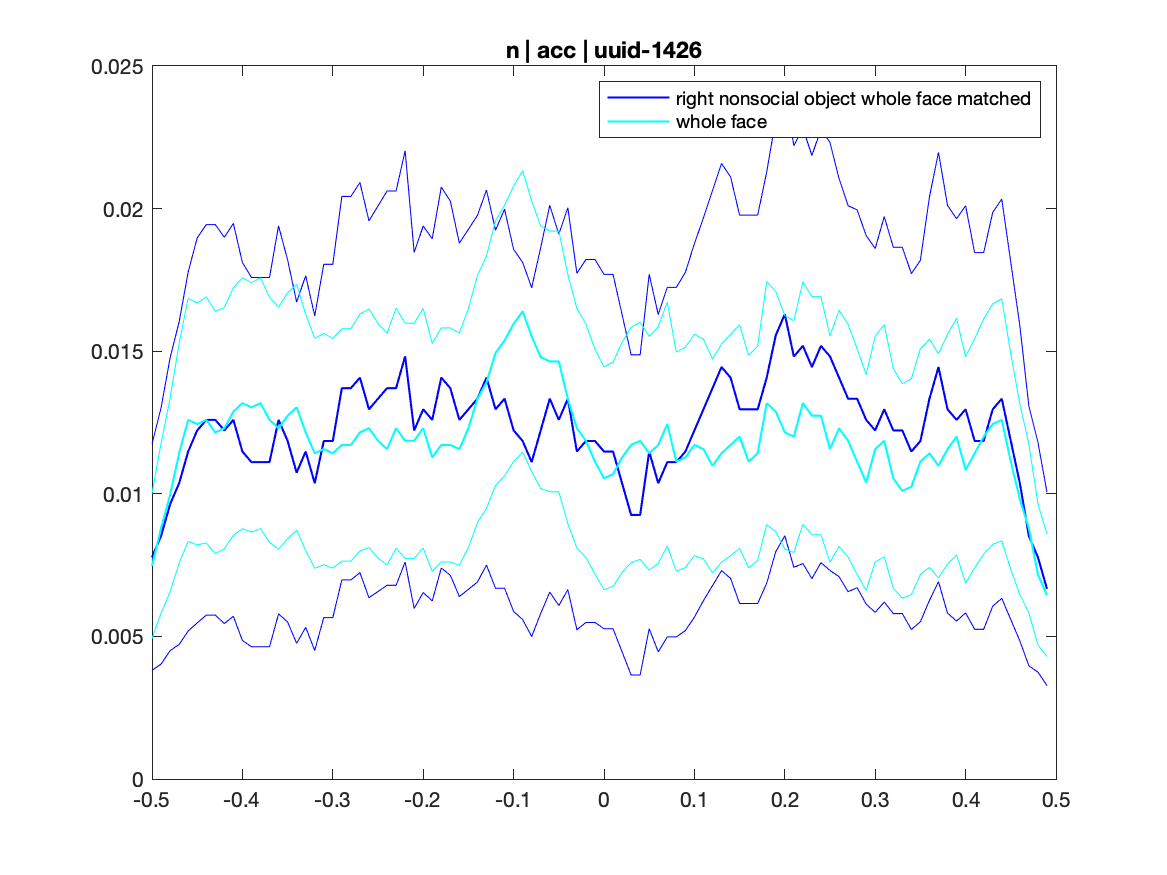 n | acc | uuid-1426
0.025
right nonsocial object whole face matched
whole face
0.02
0.015
0.01
0.005
0
-0.5 -0.4 -0.3 -0.2 -0.1 0 0.1 0.2 0.3 0.4 0.5